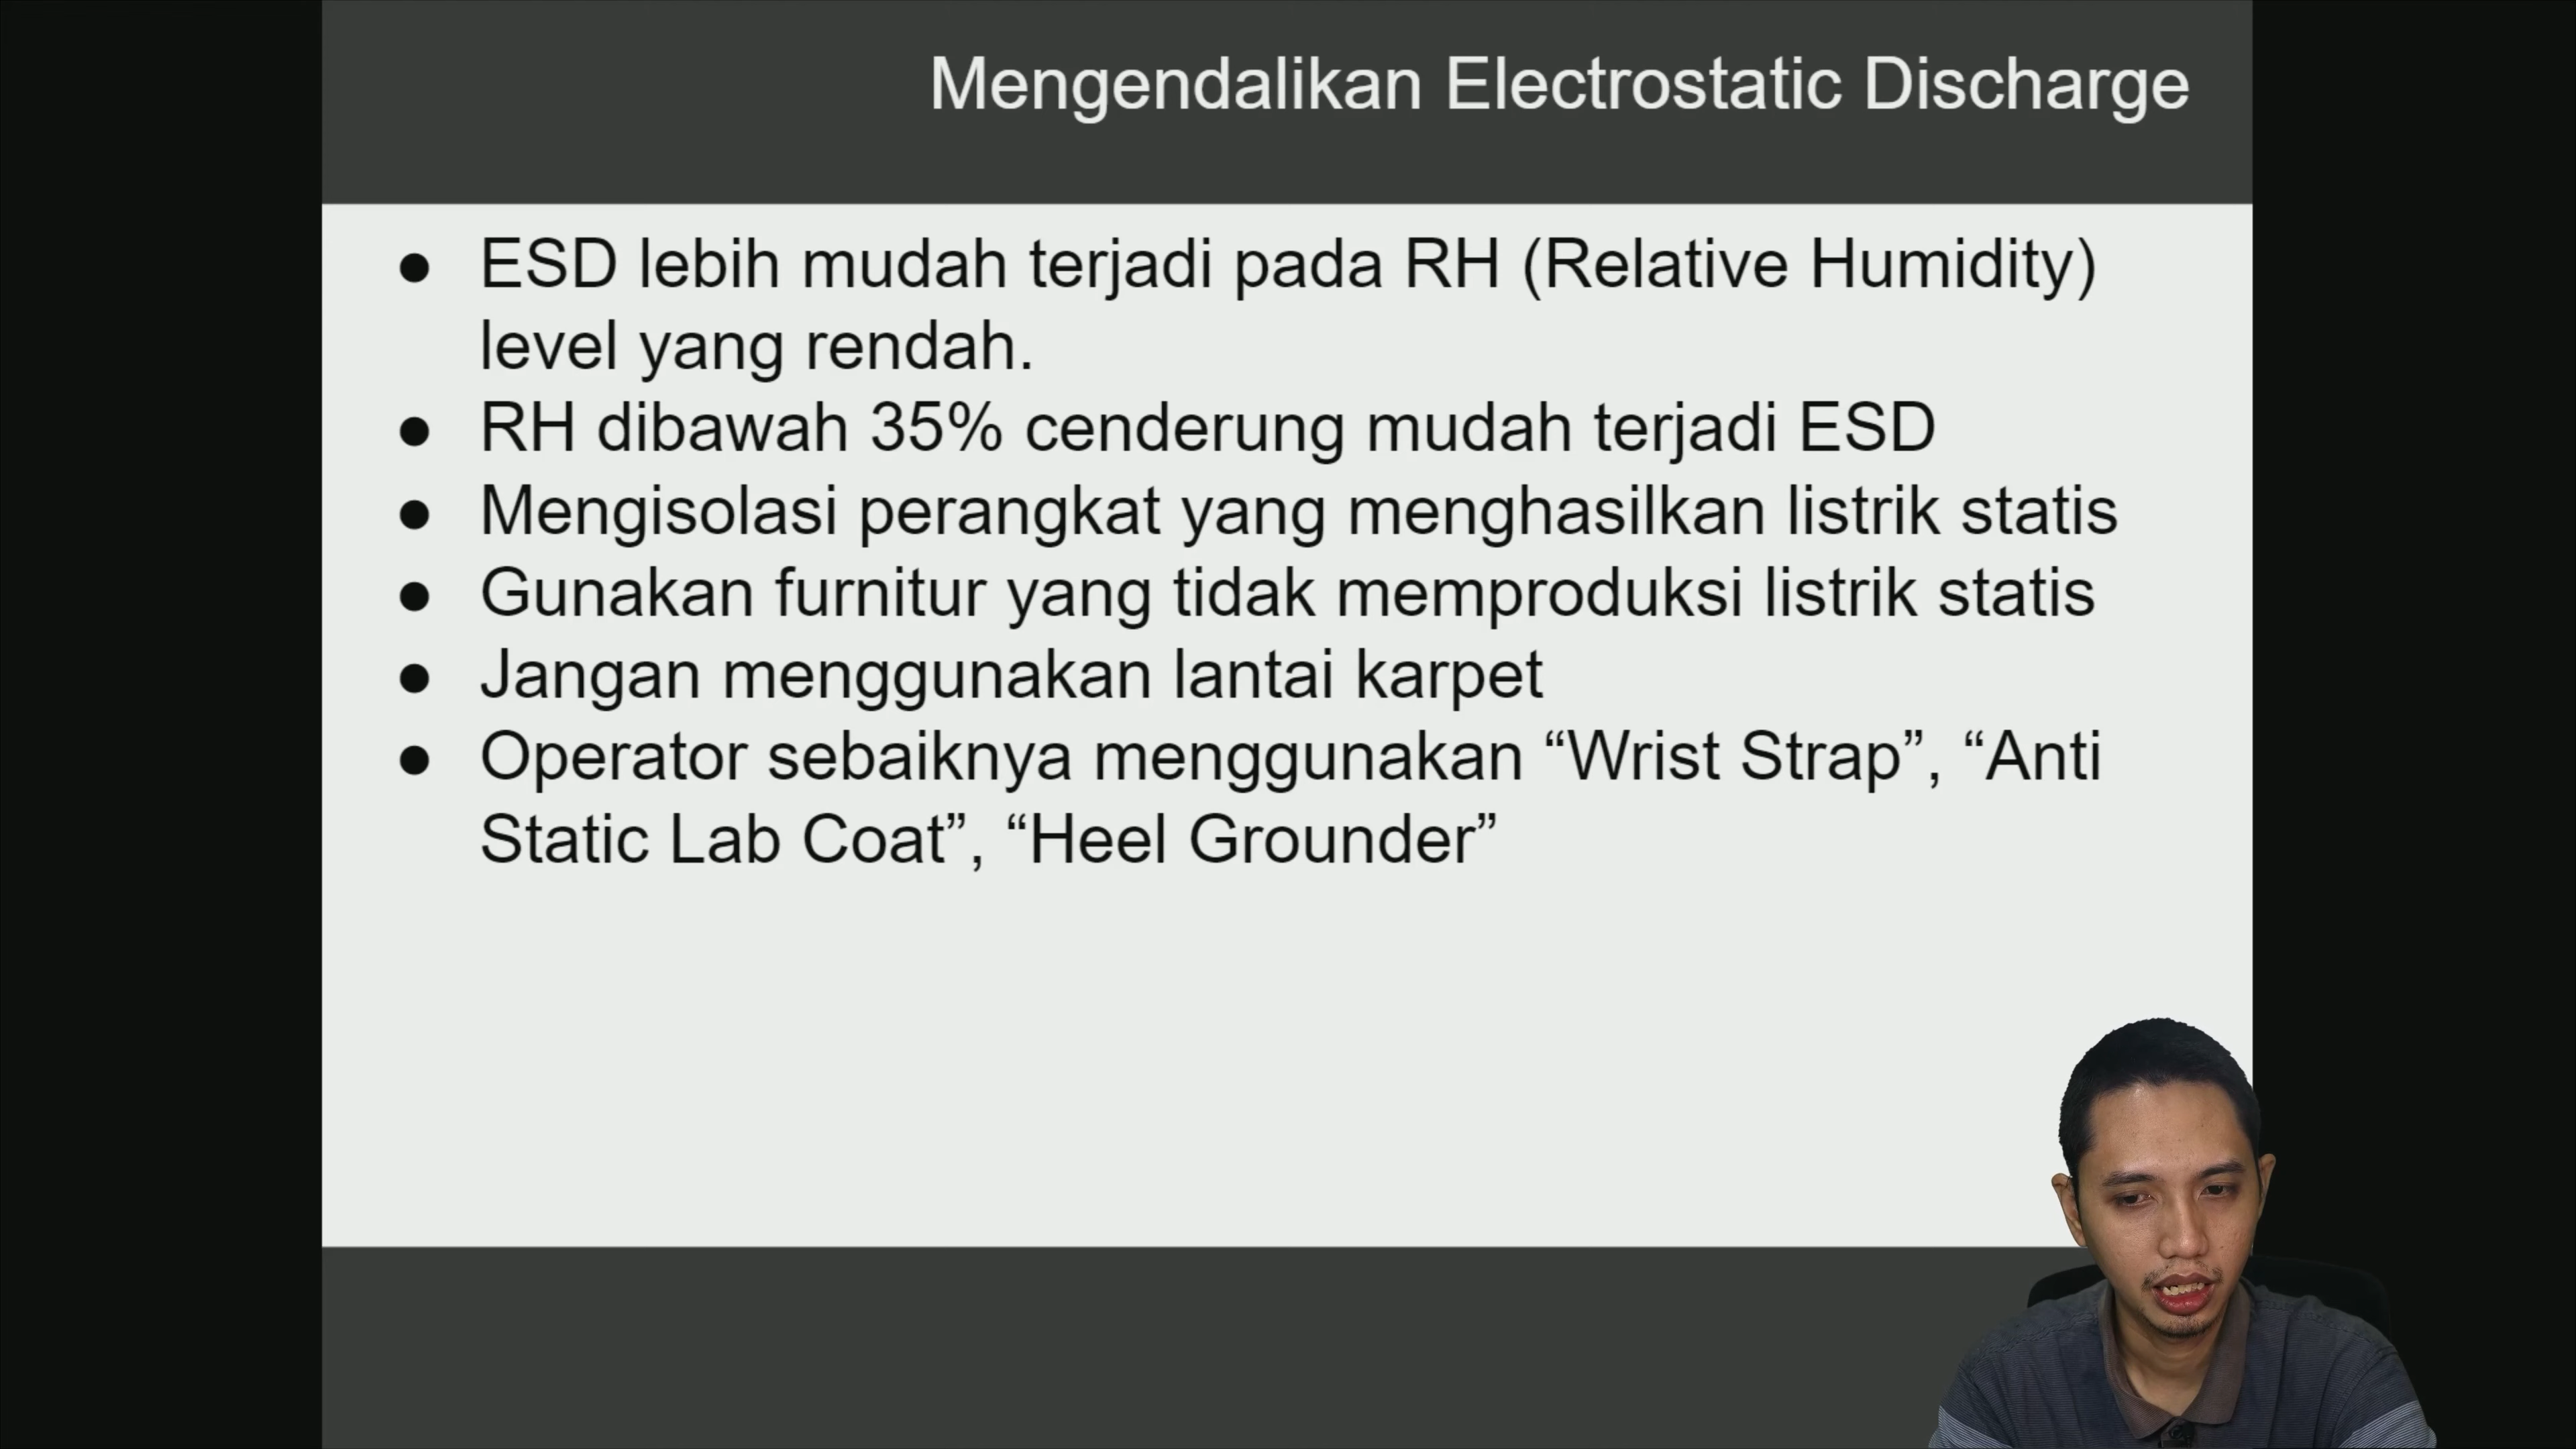 Mengendalikan Electrostatic Discharge
● ESD lebih mudah terjadi pada RH (Relative Humidity)
level yang rendah.
● RH dibawah 35% cenderung mudah terjadi ESD
● Mengisolasi perangkat yang menghasilkan listrik statis
● Gunakan furnitur yang tidak memproduksi listrik statis
● Jangan menggunakan lantai karpet
● Operator sebaiknya menggunakan “Wrist Strap”, “Anti
Static Lab Coat”, “Heel Grounder”